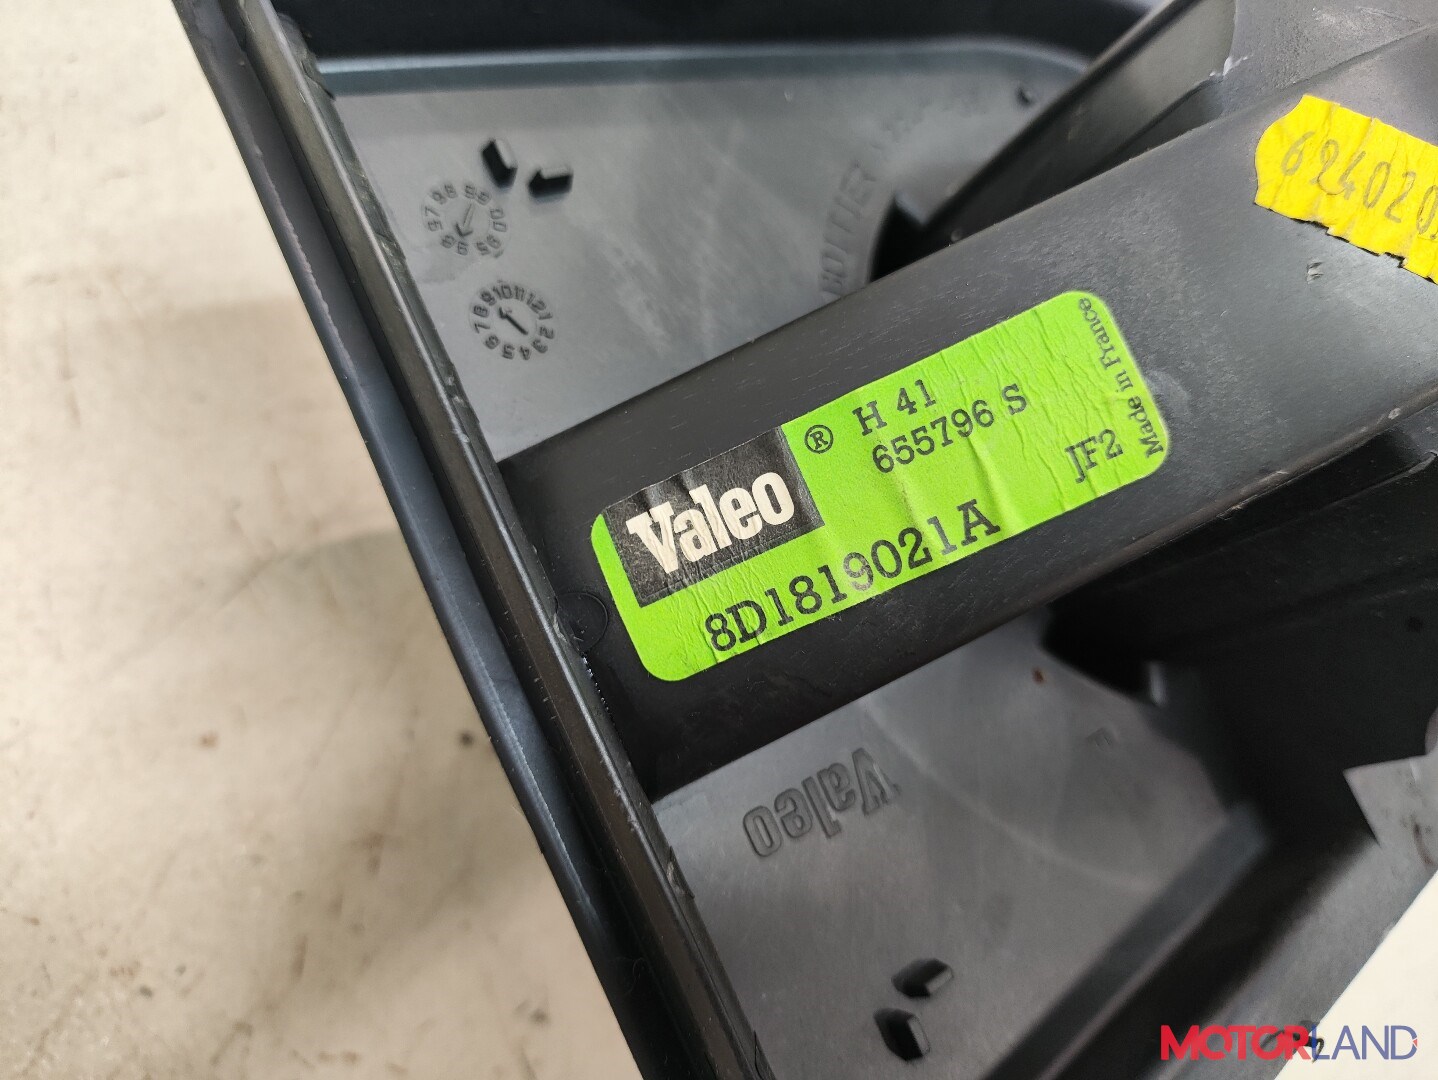 Valeo ®
H 41
655796 S
8D1819021A
JF2
Made in France
Valeo
MOTORLAND